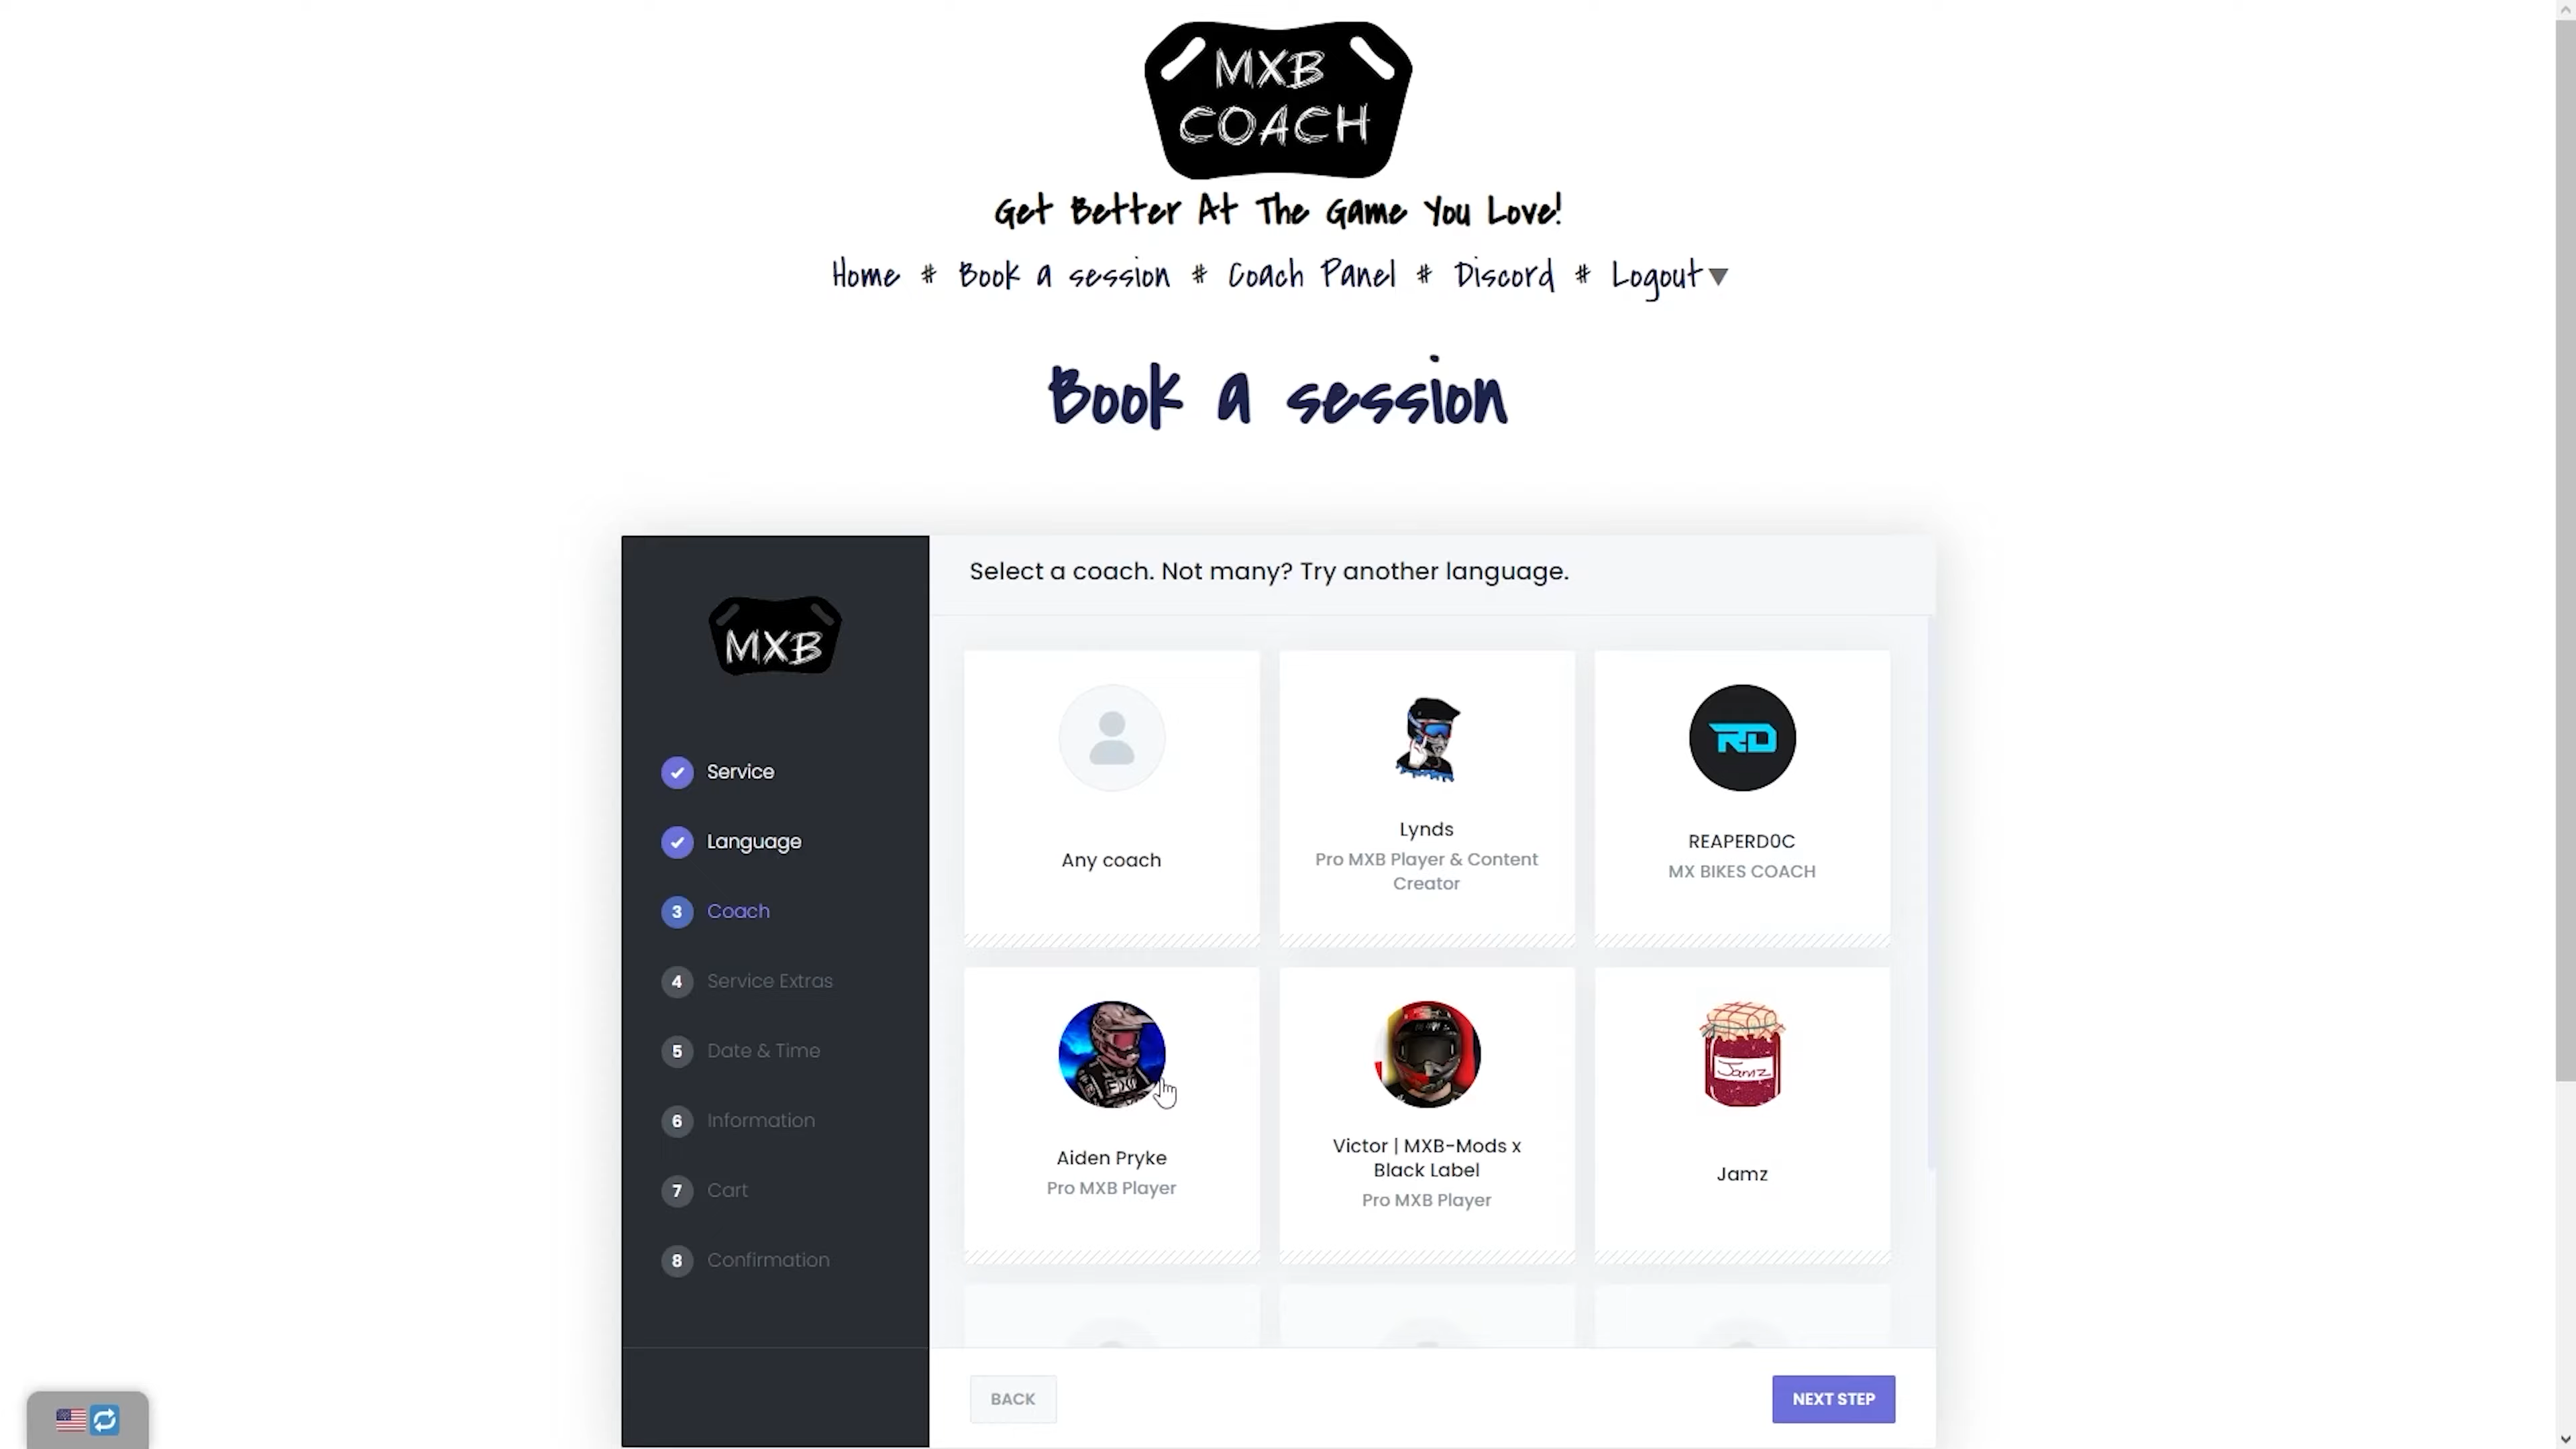 MXB
COACH
Get Better At The Game You Love!
Home # Book a session # Coach Panel # Discord # Logout▼
Book a session
MXB
Service
Language
3 Coach
4 Service Extras
5 Date & Time
6 Information
7 Cart
8 Confirmation
Select a coach. Not many? Try another language.
Any coach
Lynds
Pro MXB Player & Content
Creator
RD
REAPERD0C
MX BIKES COACH
Aiden Pryke
Pro MXB Player
Victor | MXB-Mods x
Black Label
Pro MXB Player
Jamz
Jamz
BACK
NEXT STEP